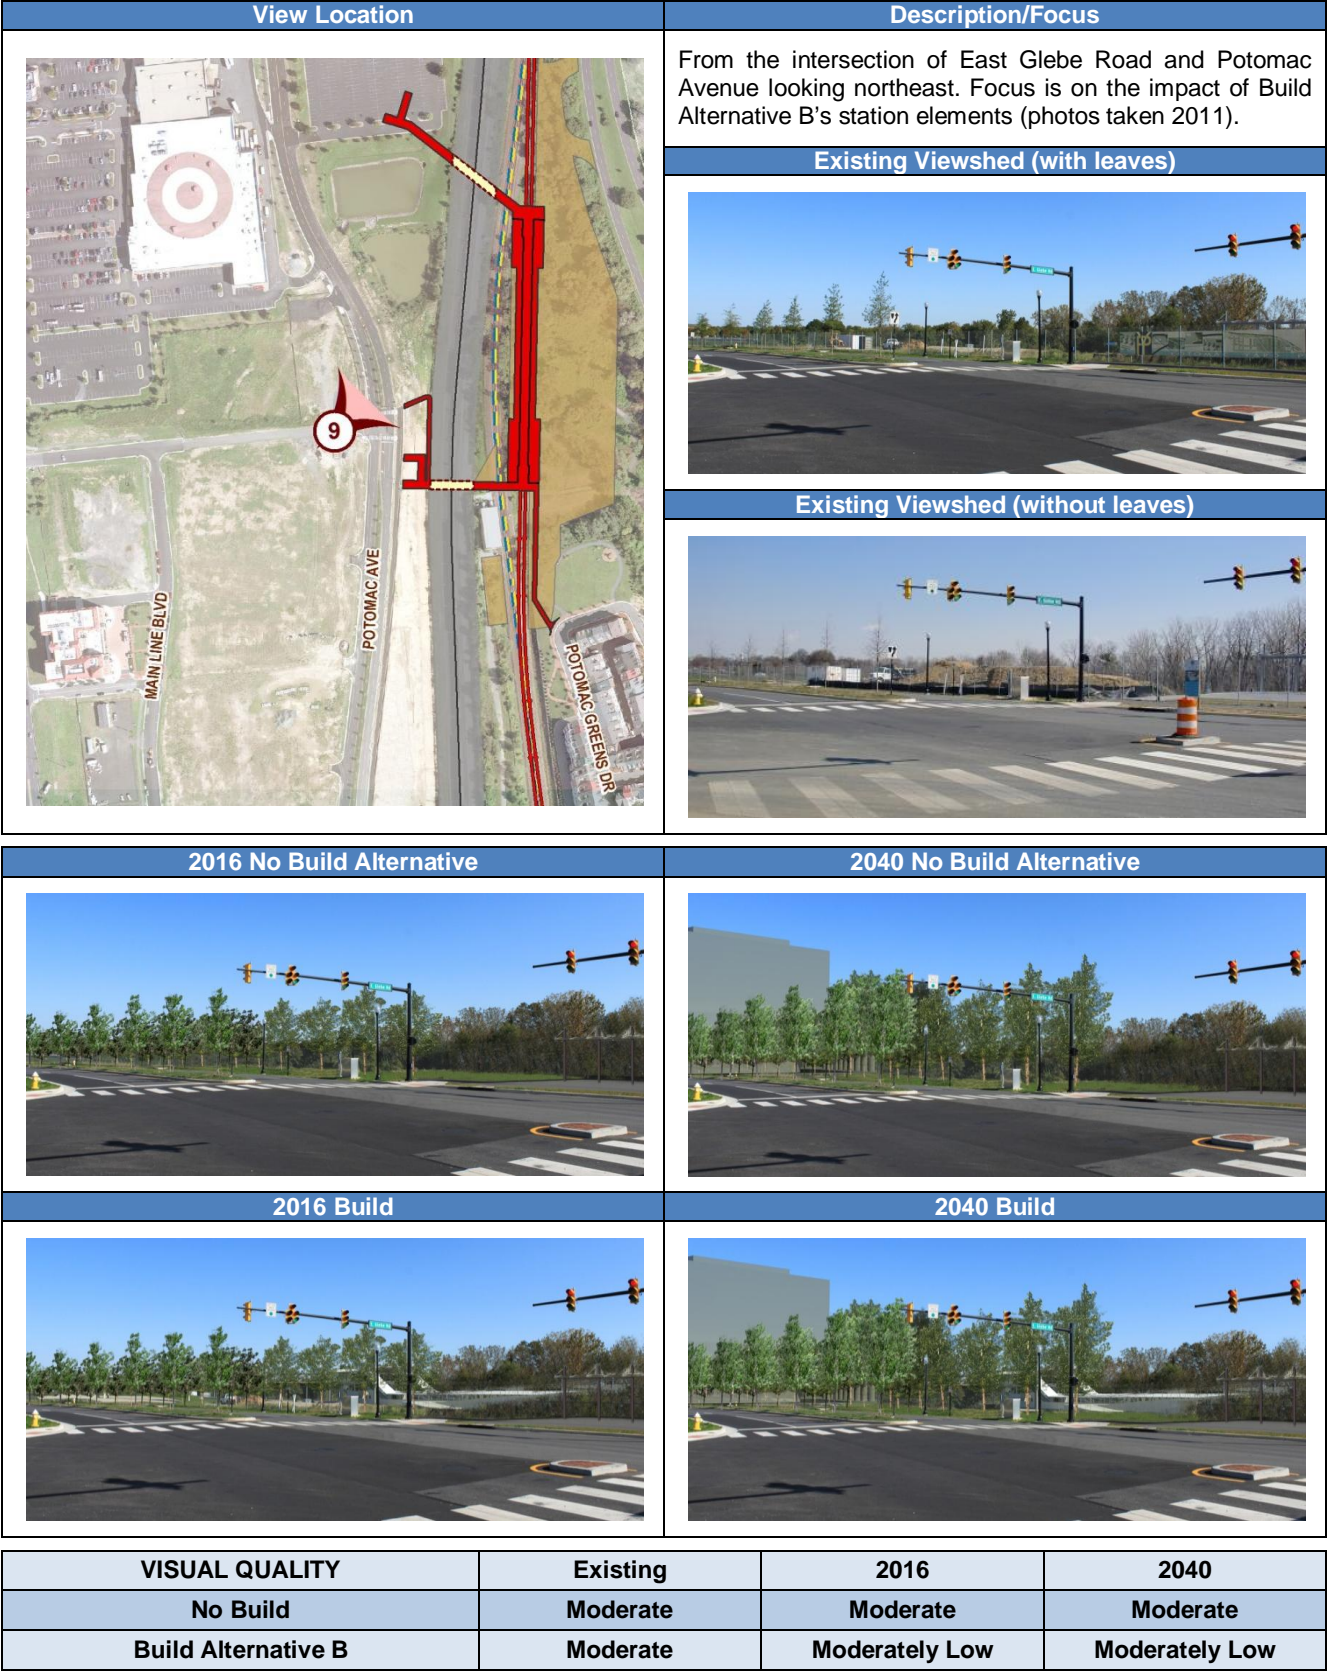 View Location
Description/Focus
From the intersection of East Glebe Road and Potomac
Avenue looking northeast. Focus is on the impact of Build
Alternative B's station elements (photos taken 2011).
9
MAIN LINE BLVD
POTOMAC AVE
POTOMAC GREENS DR
Existing Viewshed (with leaves)
Existing Viewshed (without leaves)
2016 No Build Alternative
2040 No Build Alternative
2016 Build
2040 Build
VISUAL QUALITY
Existing
2016
2040
No Build
Moderate
Moderate
Moderate
Build Alternative B
Moderate
Moderately Low
Moderately Low